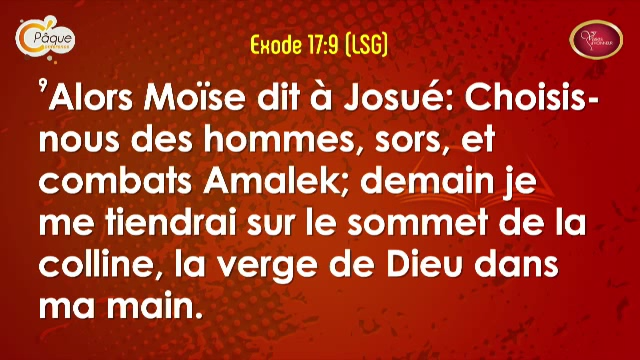 Pâque
Exode 17:9 (LSG)
9Alors Moïse dit à Josué: Choisis-
nous des hommes, sors, et
combats Amalek; demain je
me tiendrai sur le sommet de la
colline, la verge de Dieu dans
ma main.